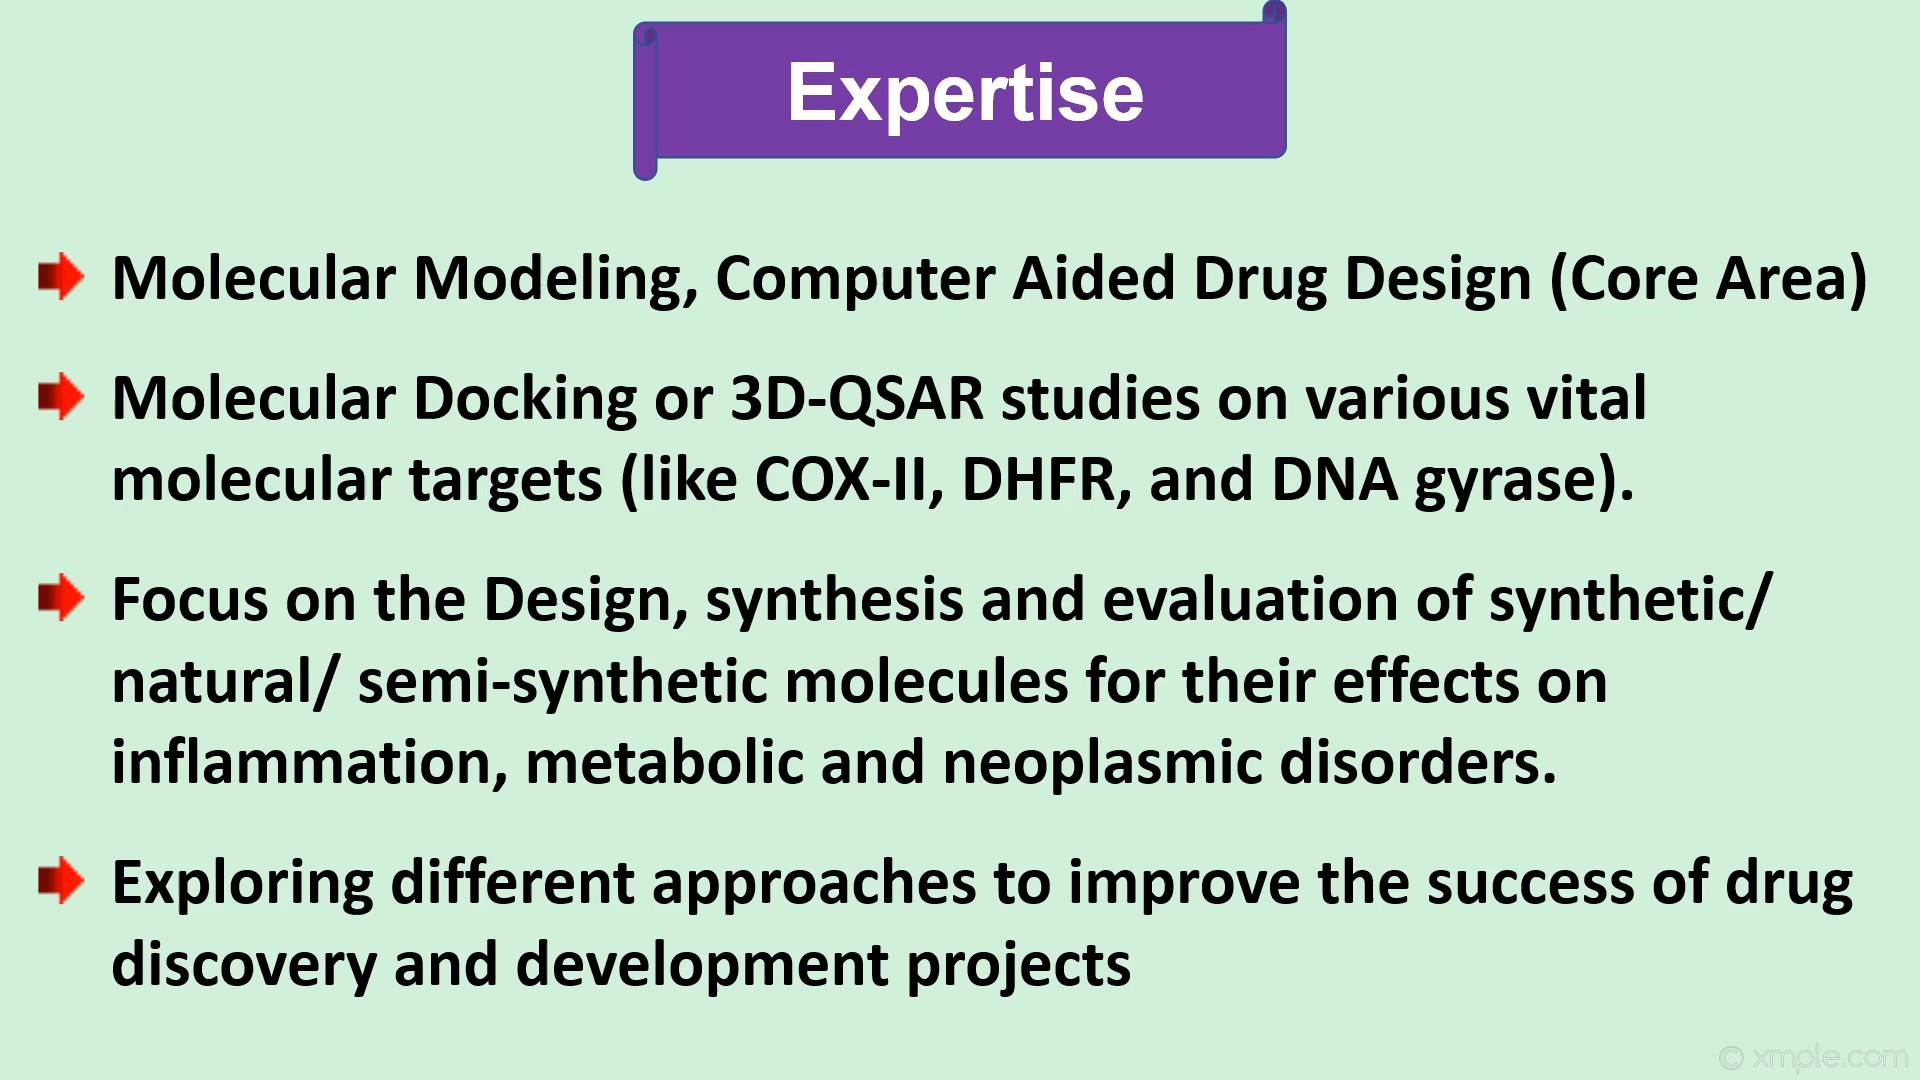 Expertise
Molecular Modeling, Computer Aided Drug Design (Core Area)
Molecular Docking or 3D-QSAR studies on various vital
molecular targets (like COX-II, DHFR, and DNA gyrase).
Focus on the Design, synthesis and evaluation of synthetic/
natural/ semi-synthetic molecules for their effects on
inflammation, metabolic and neoplasmic disorders.
Exploring different approaches to improve the success of drug
discovery and development projects
© xmple.com